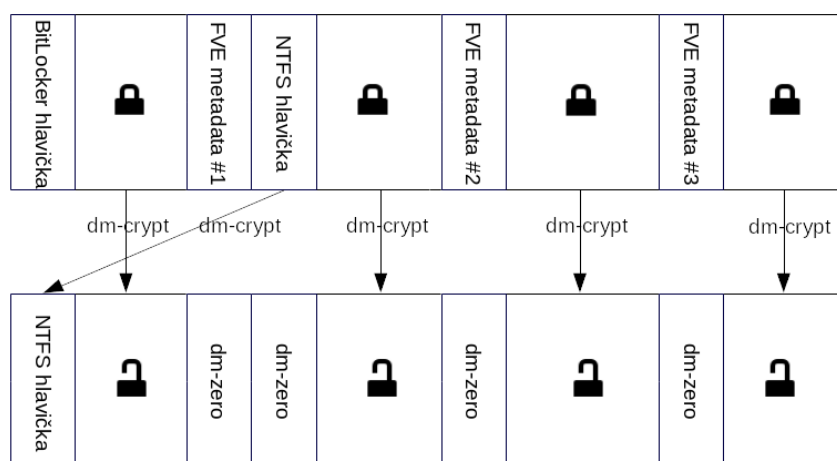 BitLocker hlavička
FVE metadata #1
NTFS hlavička
FVE metadata #2
FVE metadata #3
dm-crypt
dm-crypt
dm-crypt
dm-crypt
dm-crypt
NTFS hlavička
dm-zero
dm-zero
dm-zero
dm-zero